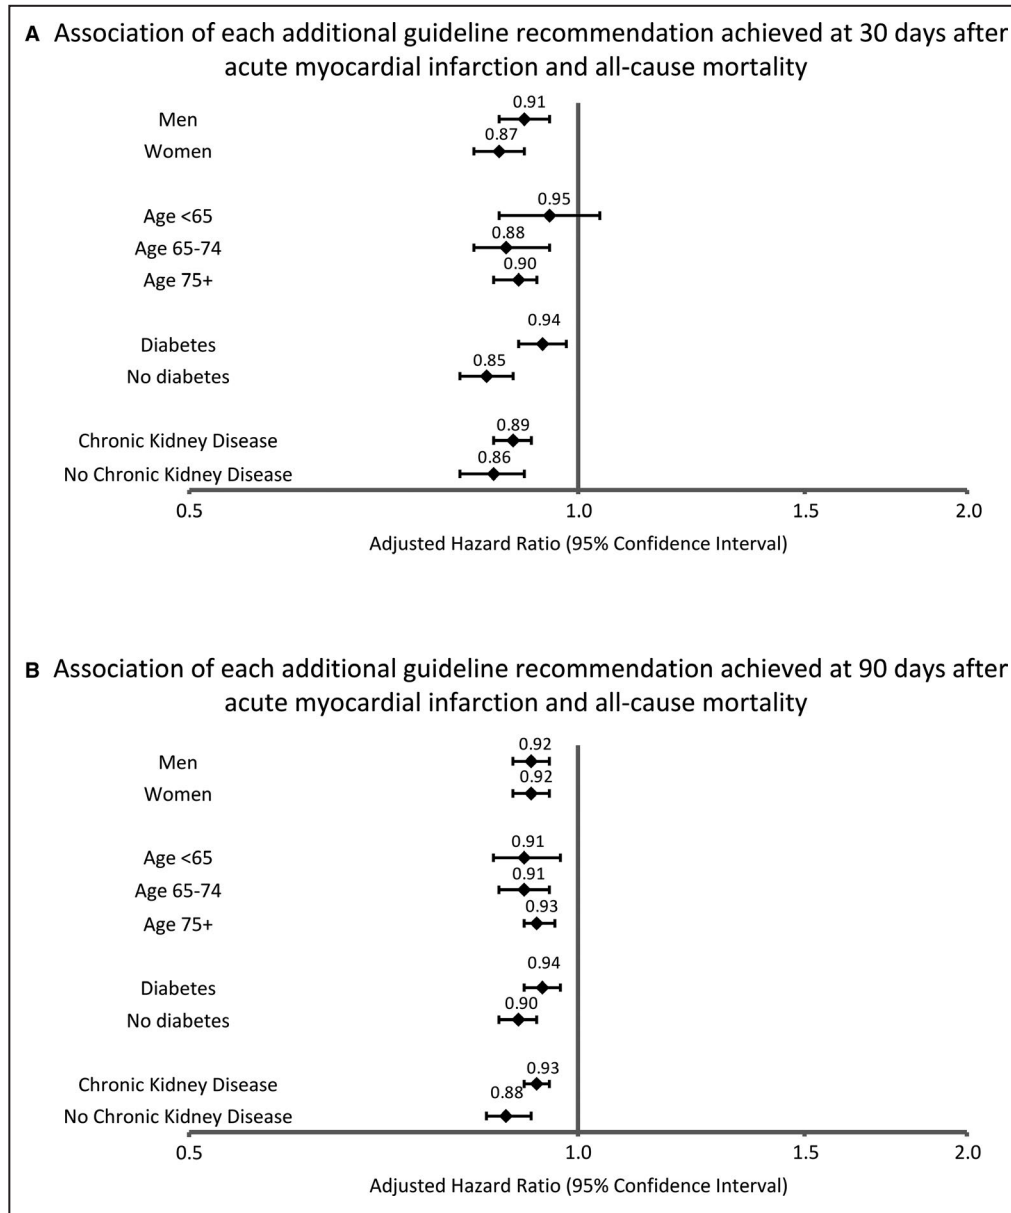 A Association of each additional guideline recommendation achieved at 30 days after
acute myocardial infarction and all-cause mortality
Men 0.91
Women 0.87
Age <65 0.95
Age 65-74 0.88
Age 75+ 0.90
Diabetes 0.94
No diabetes 0.85
Chronic Kidney Disease 0.89
No Chronic Kidney Disease 0.86
0.5 1.0 1.5 2.0
Adjusted Hazard Ratio (95% Confidence Interval)
B Association of each additional guideline recommendation achieved at 90 days after
acute myocardial infarction and all-cause mortality
Men 0.92
Women 0.92
Age <65 0.91
Age 65-74 0.91
Age 75+ 0.93
Diabetes 0.94
No diabetes 0.90
Chronic Kidney Disease 0.93
No Chronic Kidney Disease 0.88
0.5 1.0 1.5 2.0
Adjusted Hazard Ratio (95% Confidence Interval)